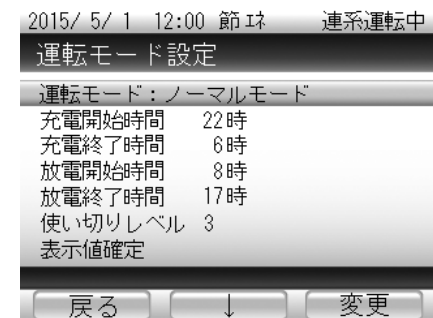 2015/ 5/ 1 12:00 節エネ 連系運転中
運転モード設定
運転モード：ノーマルモード
充電開始時間 22時
充電終了時間 6時
放電開始時間 8時
放電終了時間 17時
使い切りレベル 3
表示値確定
戻る ↓ 変更